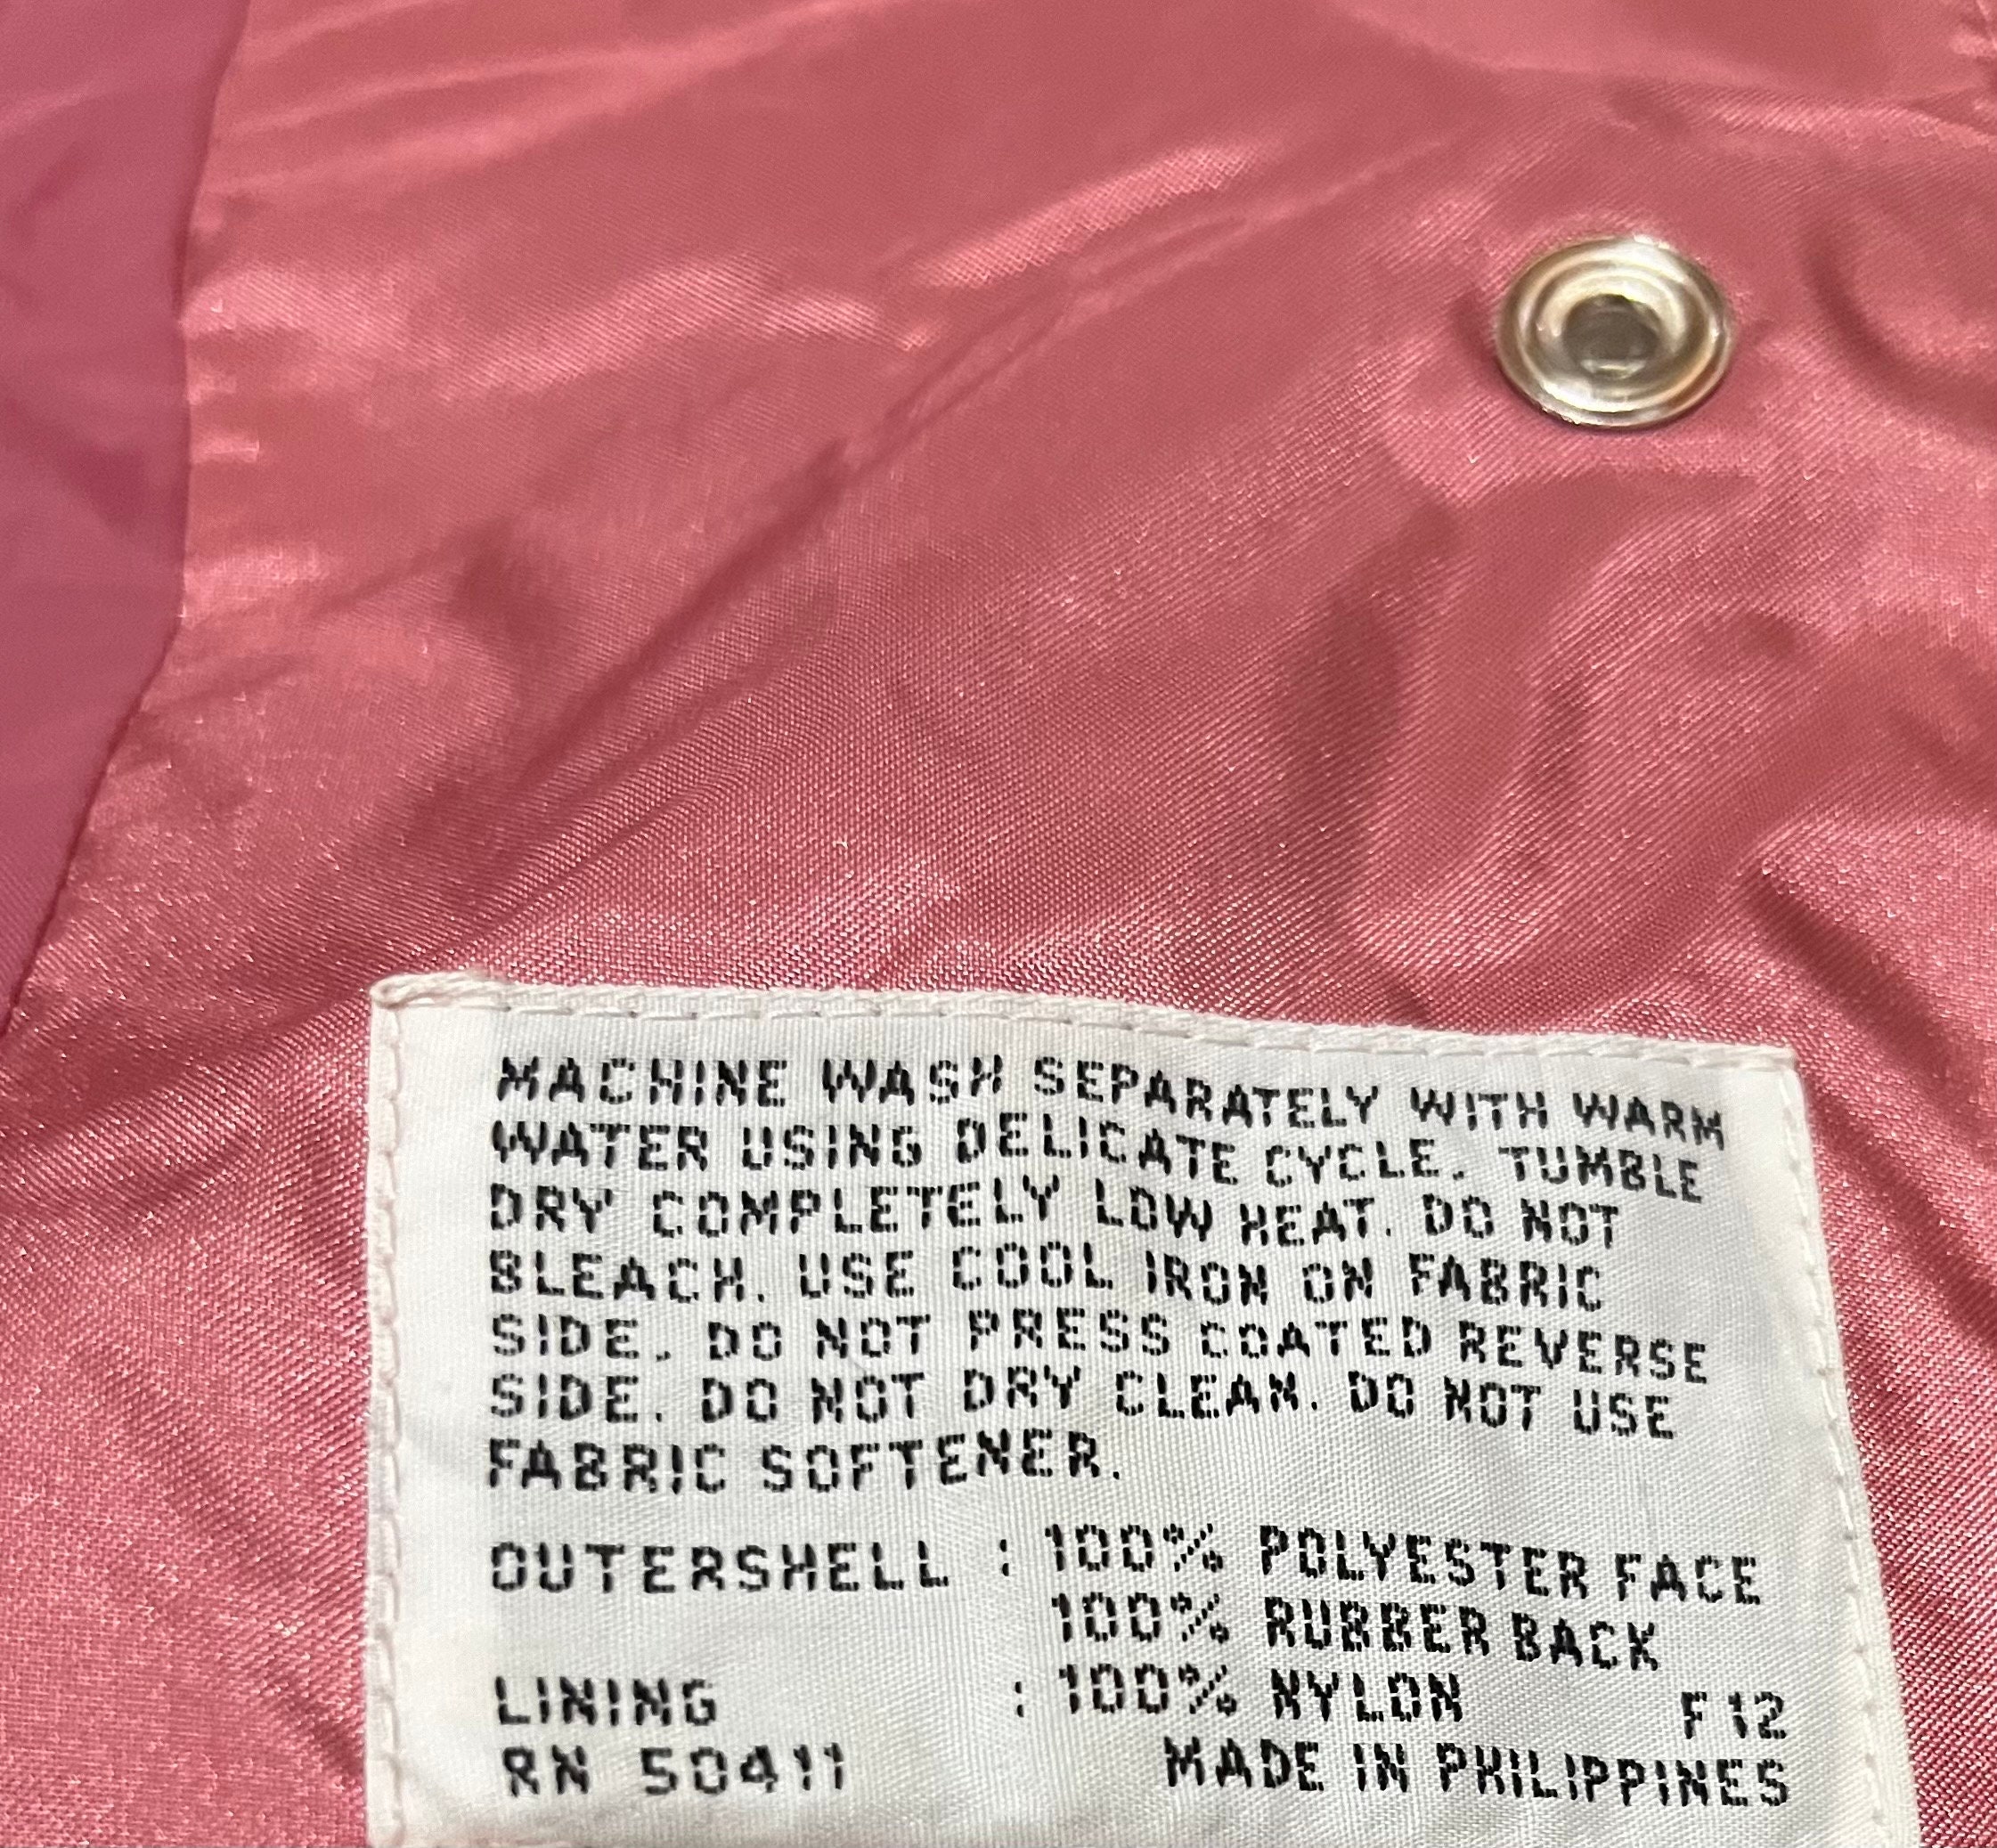 MACHINE WASH SEPARATELY WITH WARM
WATER USING DELICATE CYCLE. TUMBLE
DRY COMPLETELY LOW HEAT. DO NOT
BLEACH. USE COOL IRON ON FABRIC
SIDE. DO NOT PRESS COATED REVERSE
SIDE. DO NOT DRY CLEAN. DO NOT USE
FABRIC SOFTENER.
OUTERSHELL : 100% POLYESTER FACE
100% RUBBER BACK
LINING : 100% NYLON F12
RN 50411 MADE IN PHILIPPINES